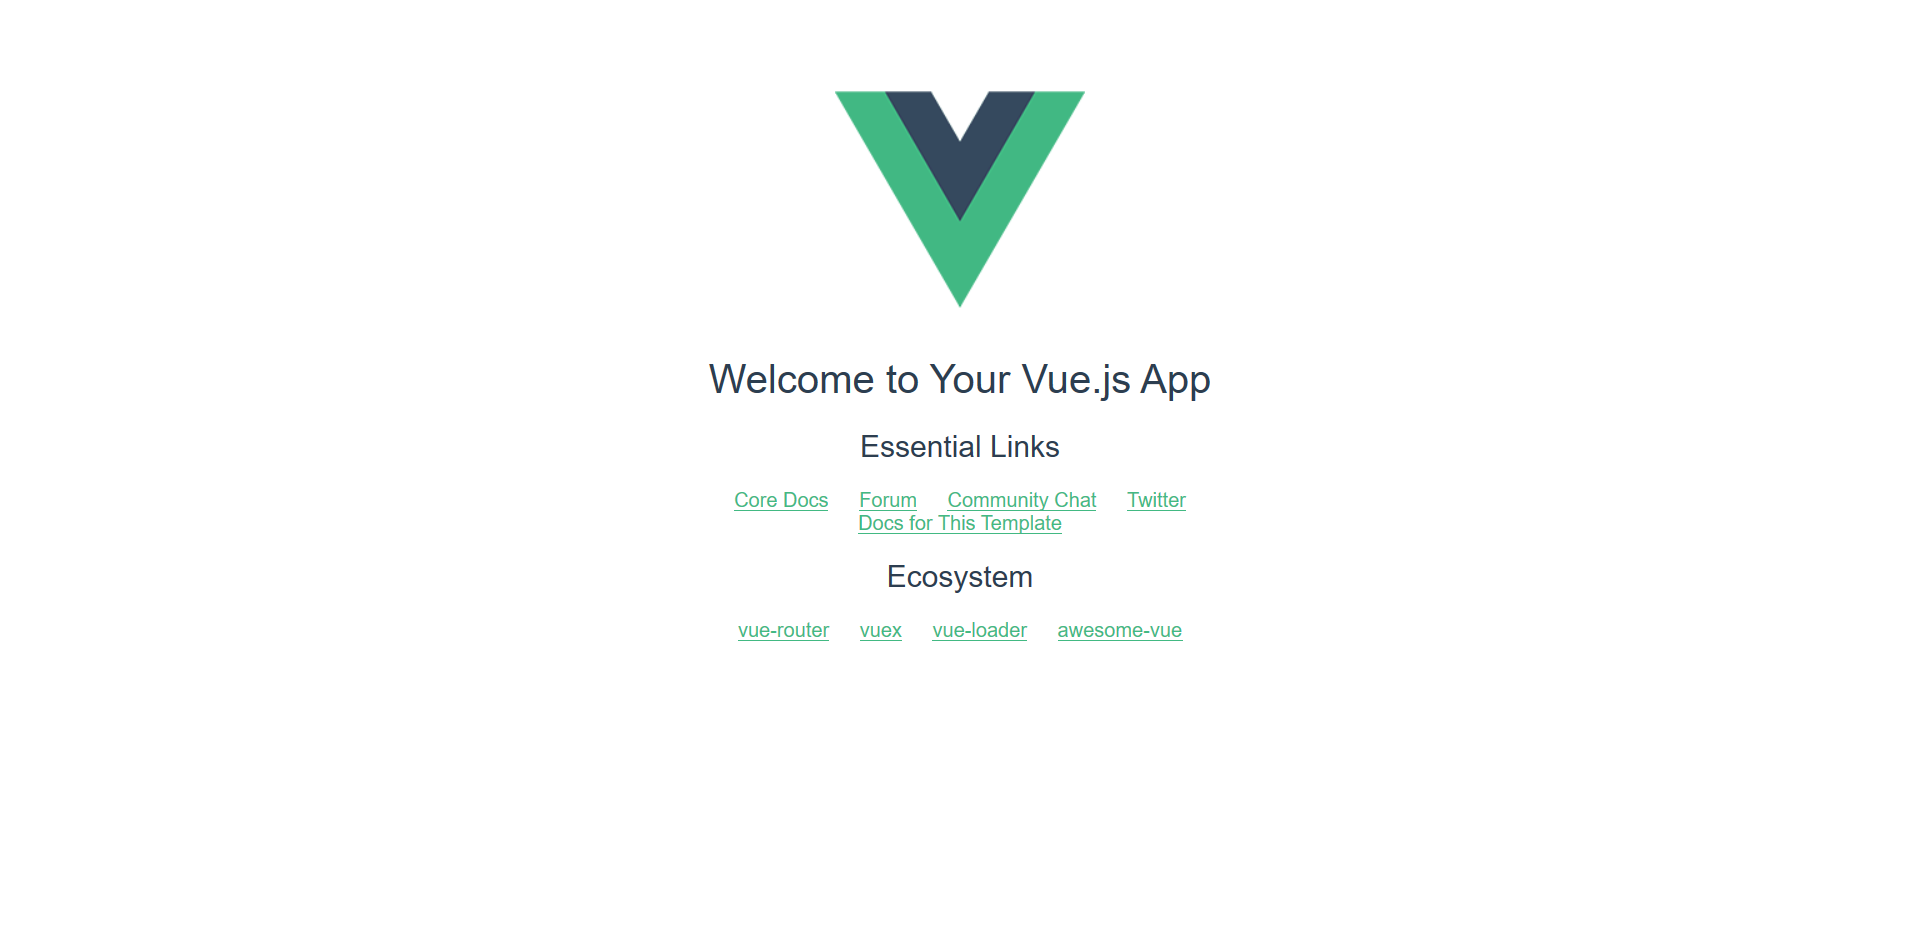 Welcome to Your Vue.js App
Essential Links
Core Docs Forum Community Chat Twitter
Docs for This Template
Ecosystem
vue-router vuex vue-loader awesome-vue